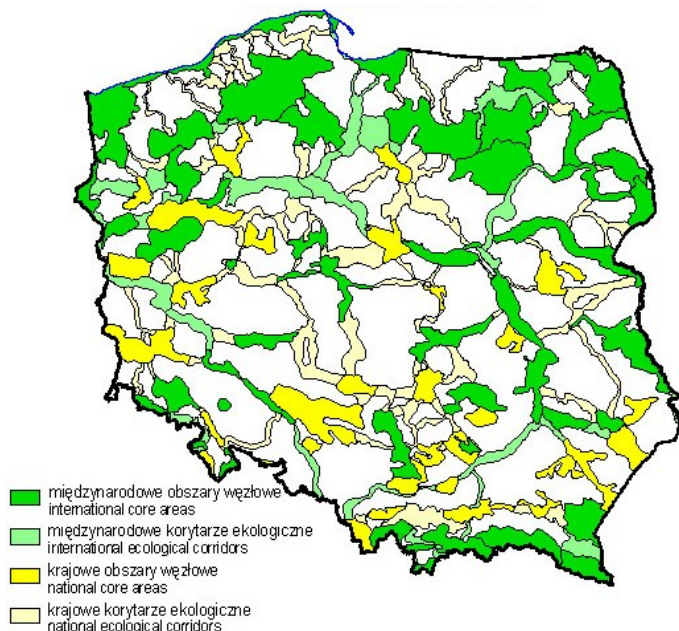 międzynarodowe obszary węzłowe
international core areas
międzynarodowe korytarze ekologiczne
international ecological corridors
krajowe obszary węzłowe
national core areas
krajowe korytarze ekologiczne
national ecological corridors